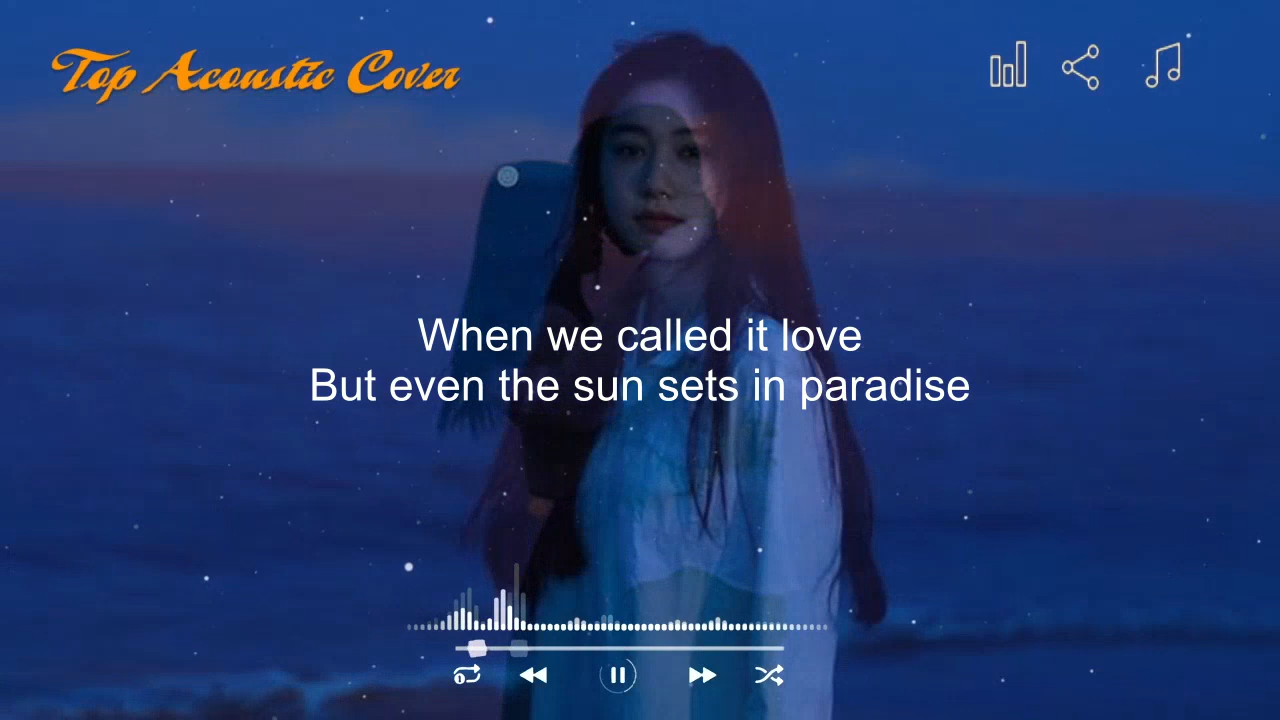 Top Acoustic Cover
When we called it love
But even the sun sets in paradise